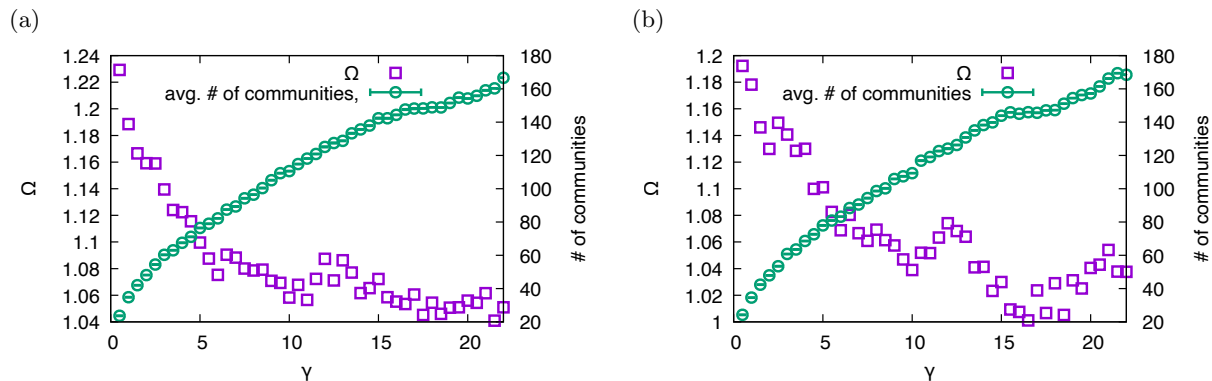 (a)
Ω
avg. # of communities,
1.24
1.22
1.2
1.18
1.16
1.14
1.12
1.1
1.08
1.06
1.04
Ω
180
160
140
120
100
80
60
40
20
# of communities
0 5 10 15 20
γ
(b)
Ω
avg. # of communities
1.2
1.18
1.16
1.14
1.12
1.1
1.08
1.06
1.04
1.02
1
Ω
180
160
140
120
100
80
60
40
20
# of communities
0 5 10 15 20
γ